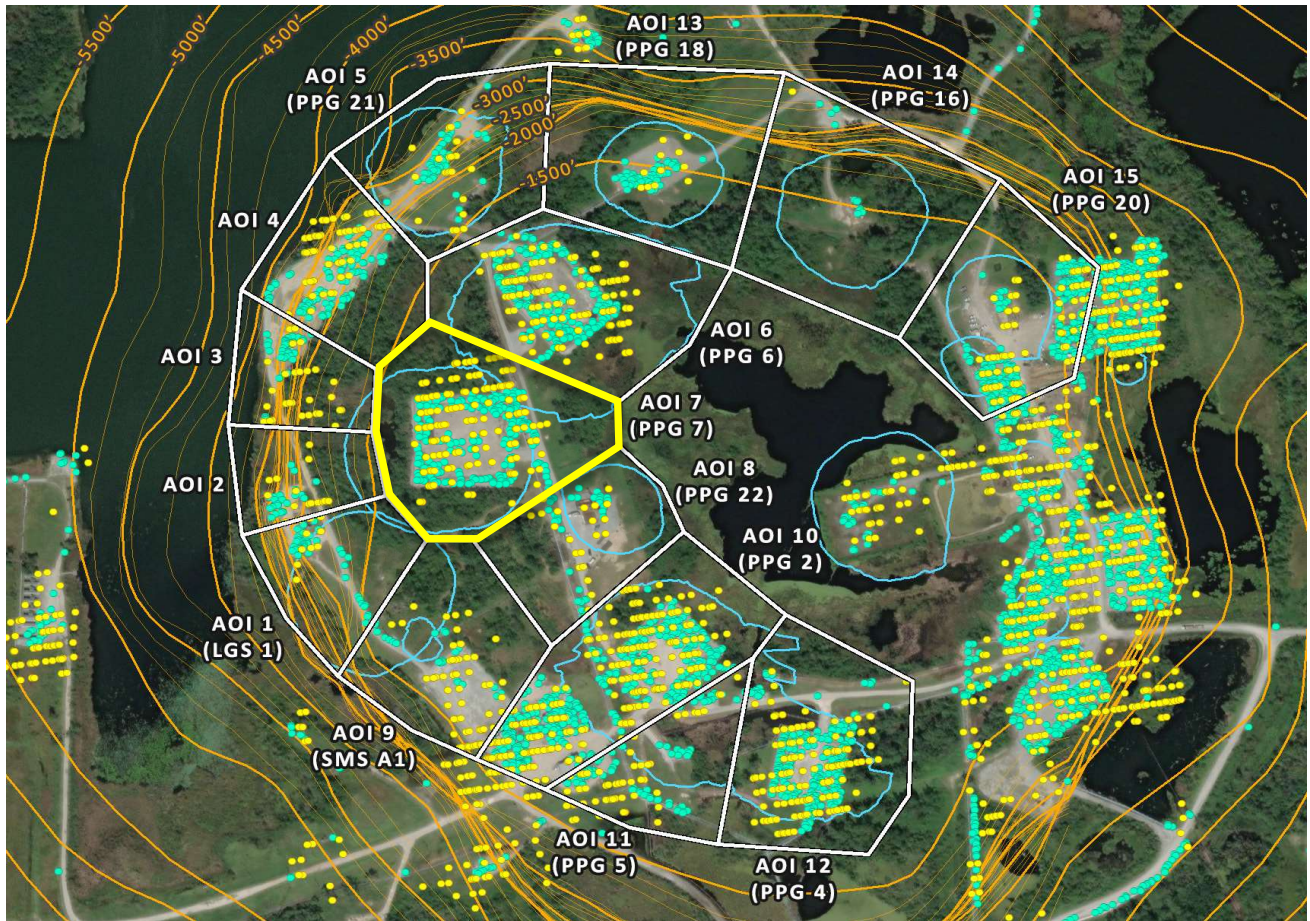 -5500'
-5000'
-4500'
-4000'
-3500'
-3000'
-2500'
-2000'
-1500'
AOI 13
(PPG 18)
AOI 14
(PPG 16)
AOI 5
(PPG 21)
AOI 15
(PPG 20)
AOI 4
AOI 3
AOI 6
(PPG 6)
AOI 7
(PPG 7)
AOI 2
AOI 8
(PPG 22)
AOI 10
(PPG 2)
AOI 1
(LGS 1)
AOI 9
(SMS A1)
AOI 11
(PPG 5)
AOI 12
(PPG 4)